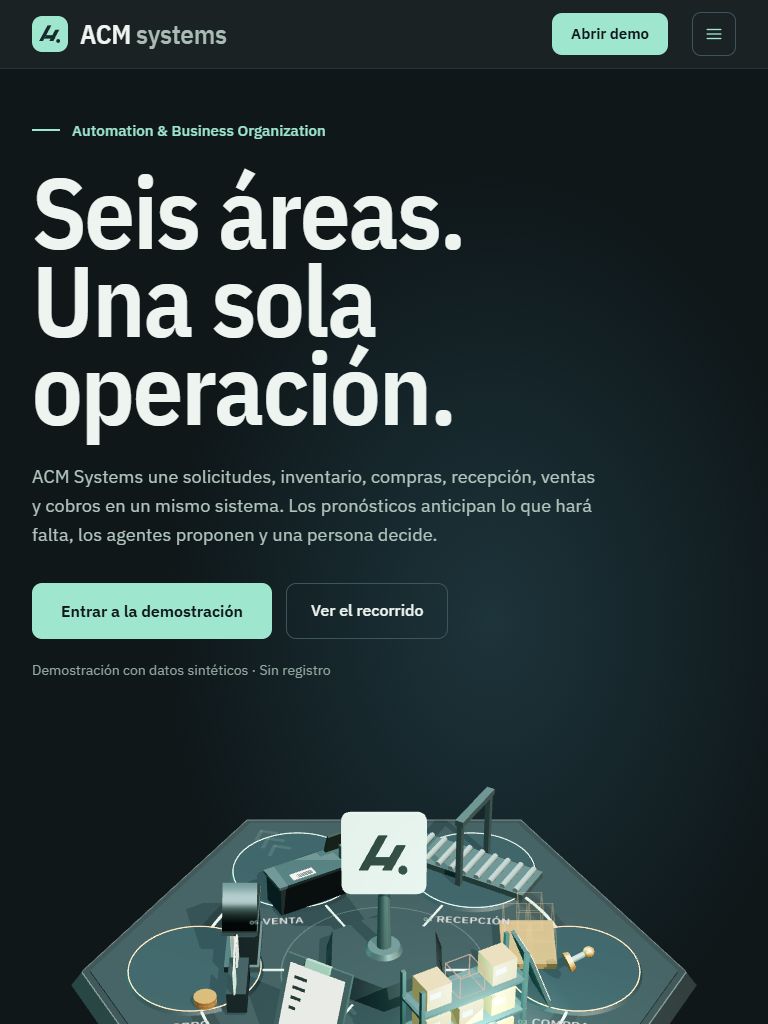 ACM systems
Abrir demo
Automation & Business Organization
Seis áreas.
Una sola
operación.
ACM Systems une solicitudes, inventario, compras, recepción, ventas
y cobros en un mismo sistema. Los pronósticos anticipan lo que hará
falta, los agentes proponen y una persona decide.
Entrar a la demostración
Ver el recorrido
Demostración con datos sintéticos · Sin registro
VENTA
RECEPCIÓN